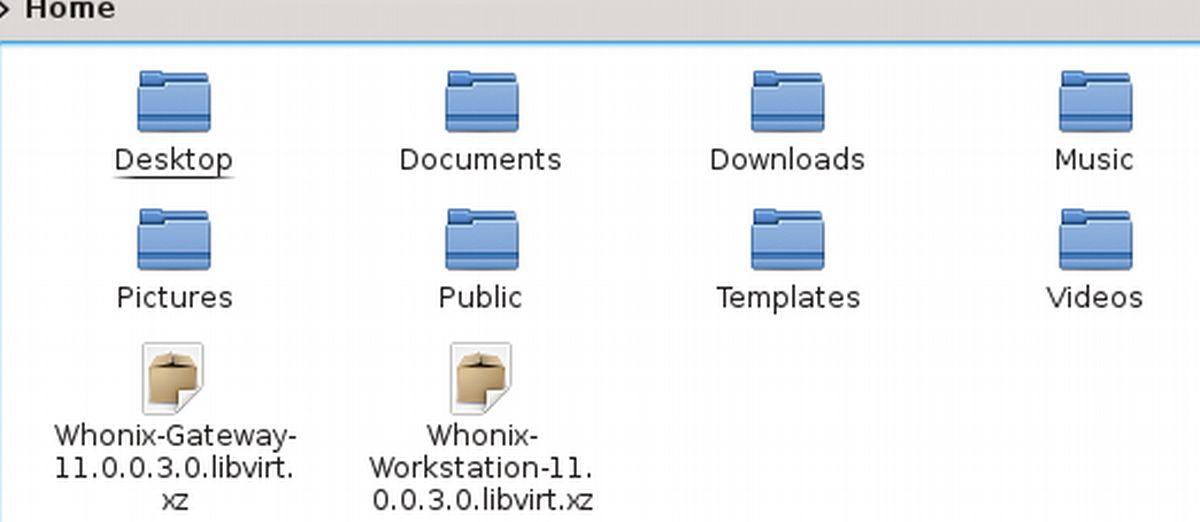 Home
Desktop
Documents
Downloads
Music
Pictures
Public
Templates
Videos
Whonix-Gateway-
11.0.0.3.0.libvirt.
xz
Whonix-
Workstation-11.
0.0.3.0.libvirt.xz